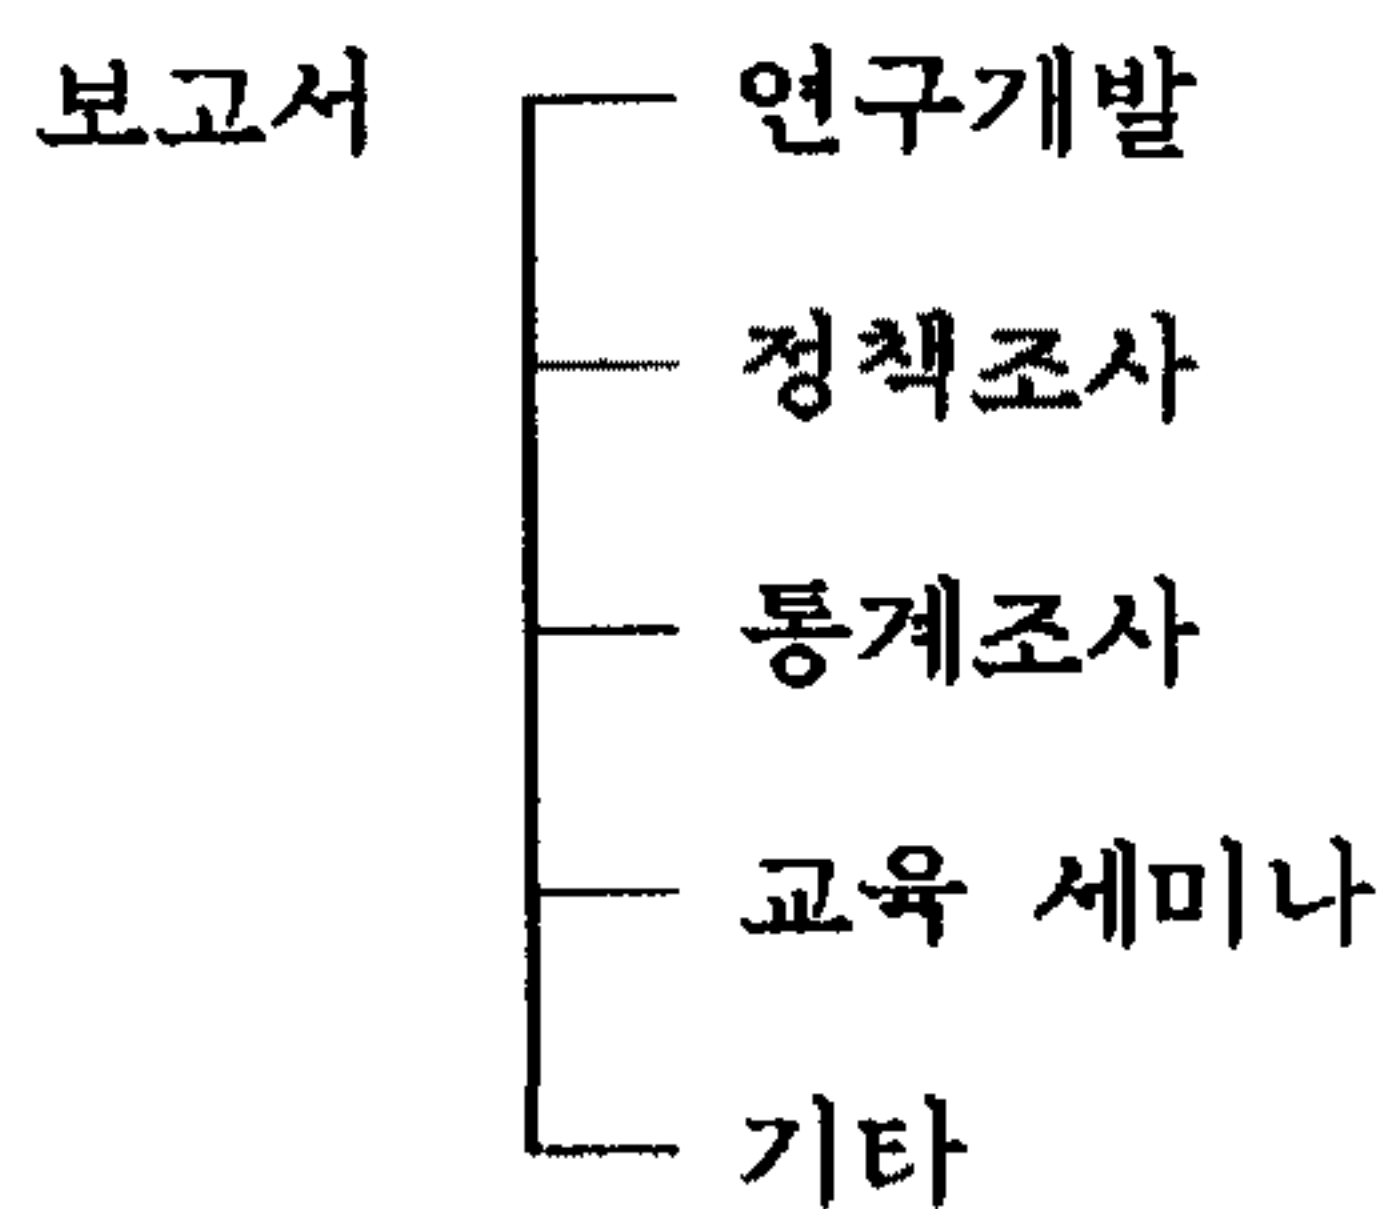 보고서 연구개발
정책조사
통계조사
교육 세미나
기타